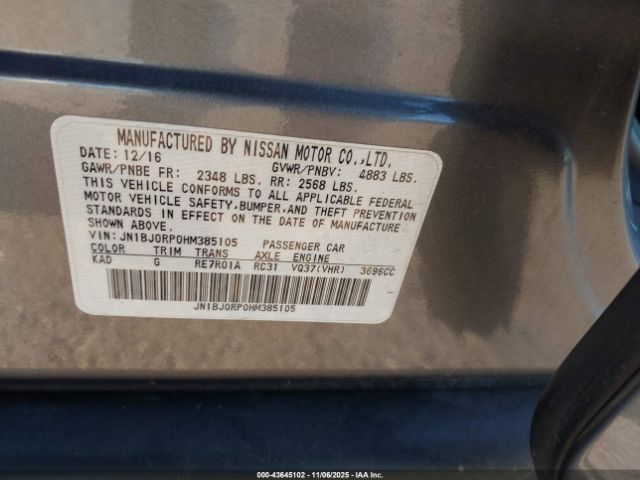 MANUFACTURED BY NISSAN MOTOR CO.,LTD.
DATE: 12/16 GVWR/PNBV: 4883 LBS.
GAWR/PNBE FR: 2348 LBS. RR: 2568 LBS.
THIS VEHICLE CONFORMS TO ALL APPLICABLE FEDERAL
MOTOR VEHICLE SAFETY,BUMPER,AND THEFT PREVENTION
STANDARDS IN EFFECT ON THE DATE OF MANUFACTURE
SHOWN ABOVE.
VIN: JN1BJ0RP0HM385105 PASSENGER CAR
COLOR TRIM TRANS AXLE ENGINE
KAD G RE7R01A RC31 VQ37(VHR) 3696CC
JN1BJ0RP0HM385105
000-43645102 - 11/06/2025 - IAA Inc.